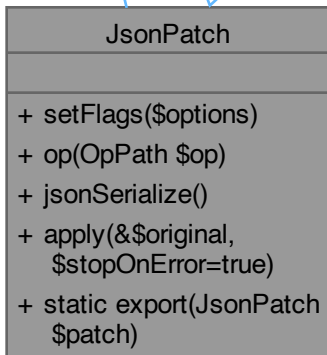 JsonPatch
+ setFlags($options)
+ op(OpPath $op)
+ jsonSerialize()
+ apply(&$original,
$stopOnError=true)
+ static export(JsonPatch
$patch)